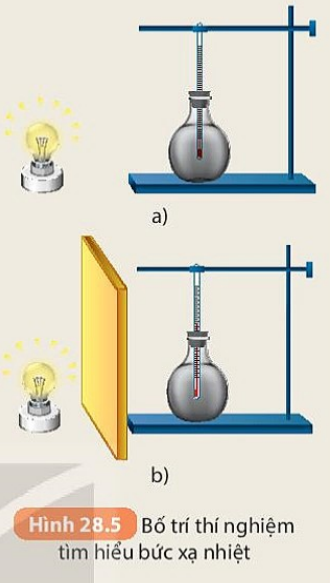 a)
b)
Hình 28.5 Bố trí thí nghiệm
tìm hiểu bức xạ nhiệt